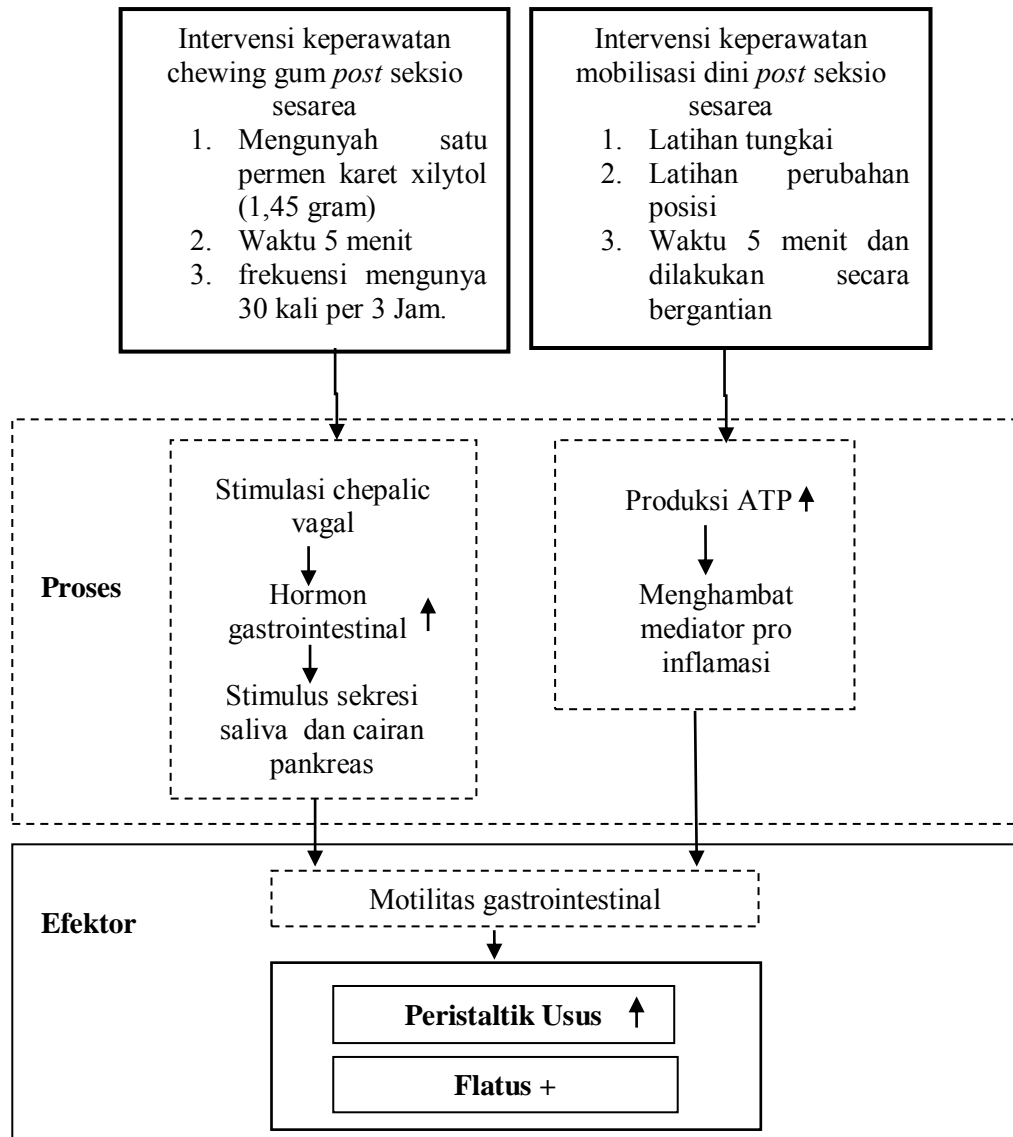 Intervensi keperawatan
chewing gum post seksio
sesarea
1. Mengunyah satu
permen karet xilytol
(1,45 gram)
2. Waktu 5 menit
3. frekuensi mengunya
30 kali per 3 Jam.
Intervensi keperawatan
mobilisasi dini post seksio
sesarea
1. Latihan tungkai
2. Latihan perubahan
posisi
3. Waktu 5 menit dan
dilakukan secara
bergantian
Proses
Stimulasi chepalic
vagal
Hormon
gastrointestinal
Stimulus sekresi
saliva dan cairan
pankreas
Produksi ATP
Menghambat
mediator pro
inflamasi
Efektor
Motilitas gastrointestinal
Peristaltik Usus
Flatus +